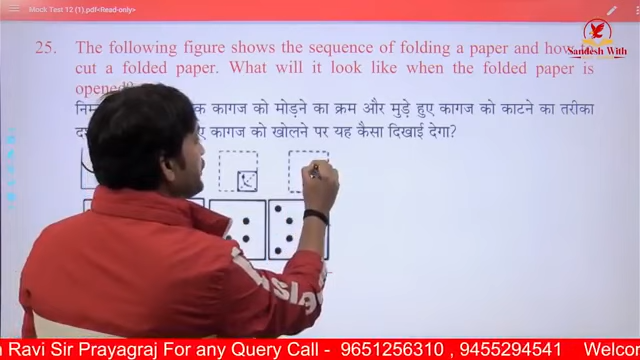 Mock Test 12 (1).pdf<Read-only>
Sandesh With
25. The following figure shows the sequence of folding a paper and how
cut a folded paper. What will it look like when the folded paper is
opened?
कागज को मोड़ने का क्रम और मुड़े हुए कागज को काटने का तरीका
कागज को खोलने पर यह कैसा दिखाई देगा?
Ravi Sir Prayagraj For any Query Call - 9651256310 , 9455294541